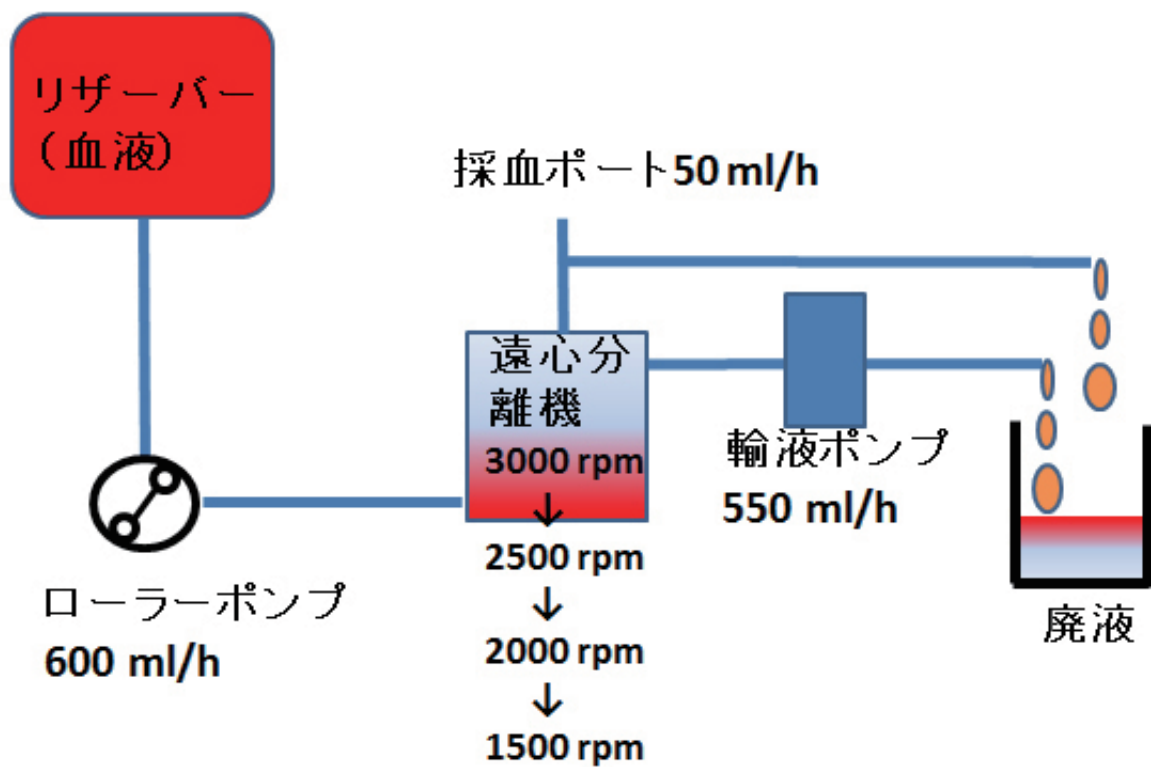 リザーバー
（血液）
採血ポート50 ml/h
遠心分
離機
3000 rpm
↓
2500 rpm
↓
2000 rpm
↓
1500 rpm
輸液ポンプ
550 ml/h
ローラーポンプ
600 ml/h
廃液